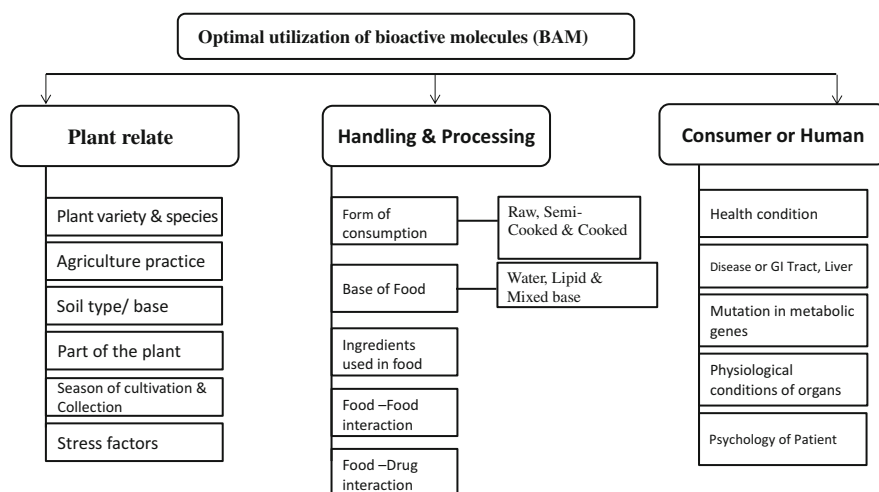 Optimal utilization of bioactive molecules (BAM)
Plant relate
Plant variety & species
Agriculture practice
Soil type/ base
Part of the plant
Season of cultivation &
Collection
Stress factors
Handling & Processing
Form of
consumption
Raw, Semi-
Cooked & Cooked
Base of Food
Water, Lipid &
Mixed base
Ingredients
used in food
Food –Food
interaction
Food –Drug
interaction
Consumer or Human
Health condition
Disease or GI Tract, Liver
Mutation in metabolic
genes
Physiological
conditions of organs
Psychology of Patient